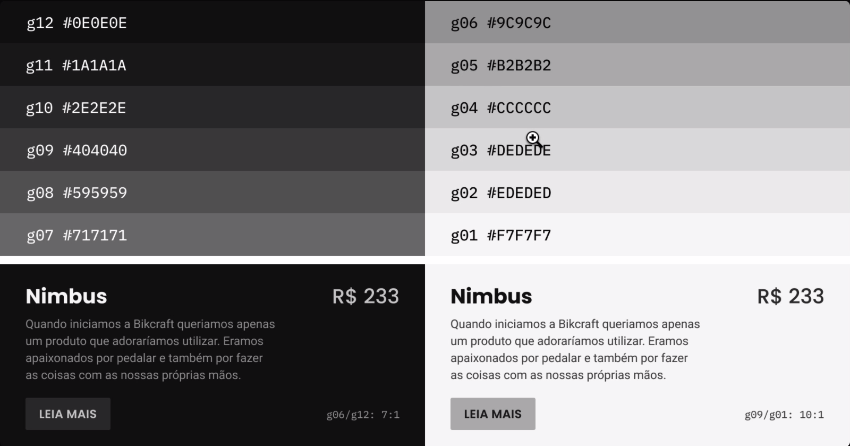 g12 #0E0E0E
g11 #1A1A1A
g10 #2E2E2E
g09 #404040
g08 #595959
g07 #717171
g06 #9C9C9C
g05 #B2B2B2
g04 #CCCCCC
g03 #DEDEDE
g02 #EDEDED
g01 #F7F7F7
Nimbus
R$ 233
Quando iniciamos a Bikcraft queriamos apenas
um produto que adoraríamos utilizar. Eramos
apaixonados por pedalar e também por fazer
as coisas com as nossas próprias mãos.
LEIA MAIS
g06/g12: 7:1
Nimbus
R$ 233
Quando iniciamos a Bikcraft queriamos apenas
um produto que adoraríamos utilizar. Eramos
apaixonados por pedalar e também por fazer
as coisas com as nossas próprias mãos.
LEIA MAIS
g09/g01: 10:1